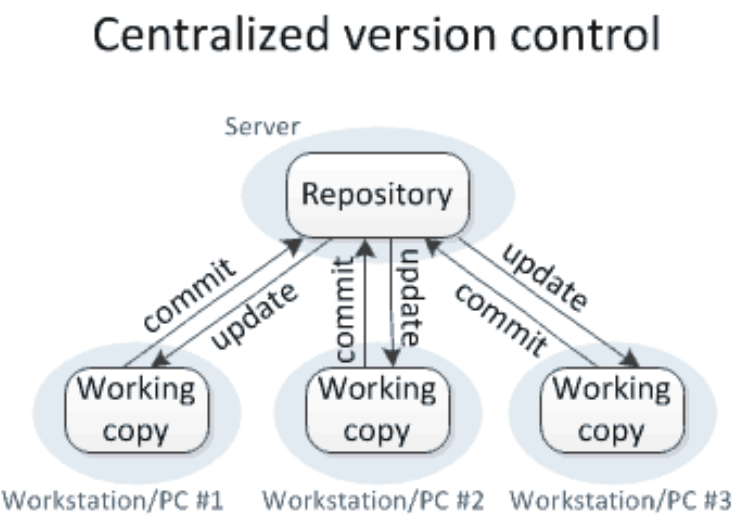 Centralized version control
Server
Repository
commit
update
commit
update
commit
update
Working
copy
Working
copy
Working
copy
Workstation/PC #1
Workstation/PC #2
Workstation/PC #3